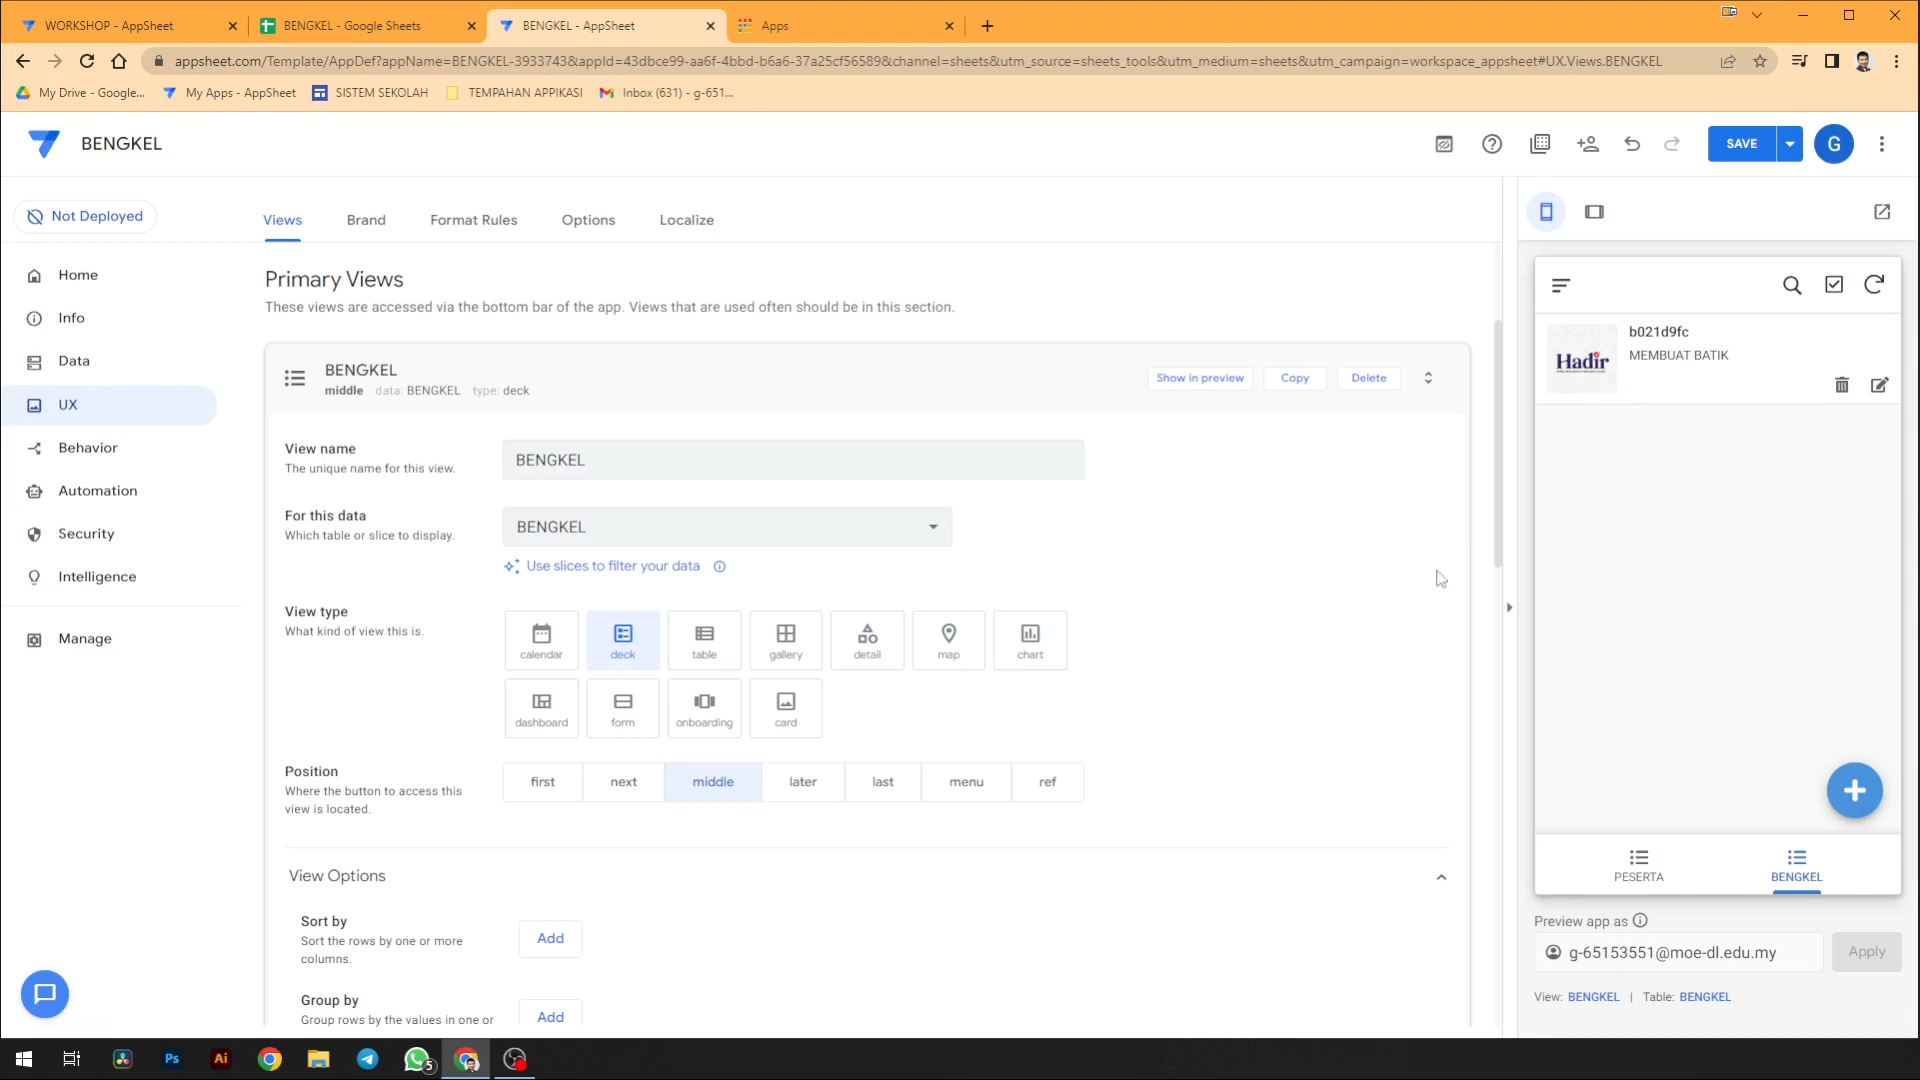 WORKSHOP - AppSheet
BENGKEL - Google Sheets
BENGKEL - AppSheet
Apps
appsheet.com/Template/AppDef?appName=BENGKEL-3933743&appId=43dbce99-aa6f-4bbd-b6a6-37a25cf56589&channel=sheets&utm_source=sheets_tools&utm_medium=sheets&utm_campaign=workspace_appsheet#UX.Views.BENGKEL
My Drive - Google...
My Apps - AppSheet
SISTEM SEKOLAH
TEMPAHAN APPIKASI
Inbox (631) - g-651...
BENGKEL
SAVE
G
Not Deployed
Views
Brand
Format Rules
Options
Localize
Home
Info
Data
UX
Behavior
Automation
Security
Intelligence
Manage
Primary Views
These views are accessed via the bottom bar of the app. Views that are used often should be in this section.
BENGKEL
middle data: BENGKEL type: deck
Show in preview
Copy
Delete
View name
The unique name for this view.
BENGKEL
For this data
Which table or slice to display.
BENGKEL
Use slices to filter your data
View type
What kind of view this is.
calendar
deck
table
gallery
detail
map
chart
dashboard
form
onboarding
card
Position
Where the button to access this
view is located.
first
next
middle
later
last
menu
ref
View Options
Sort by
Sort the rows by one or more
columns.
Add
Group by
Group rows by the values in one or
Add
Hadir
b021d9fc
MEMBUAT BATIK
PESERTA
BENGKEL
Preview app as
g-65153551@moe-dl.edu.my
Apply
View: BENGKEL | Table: BENGKEL
Ps
Ai
5